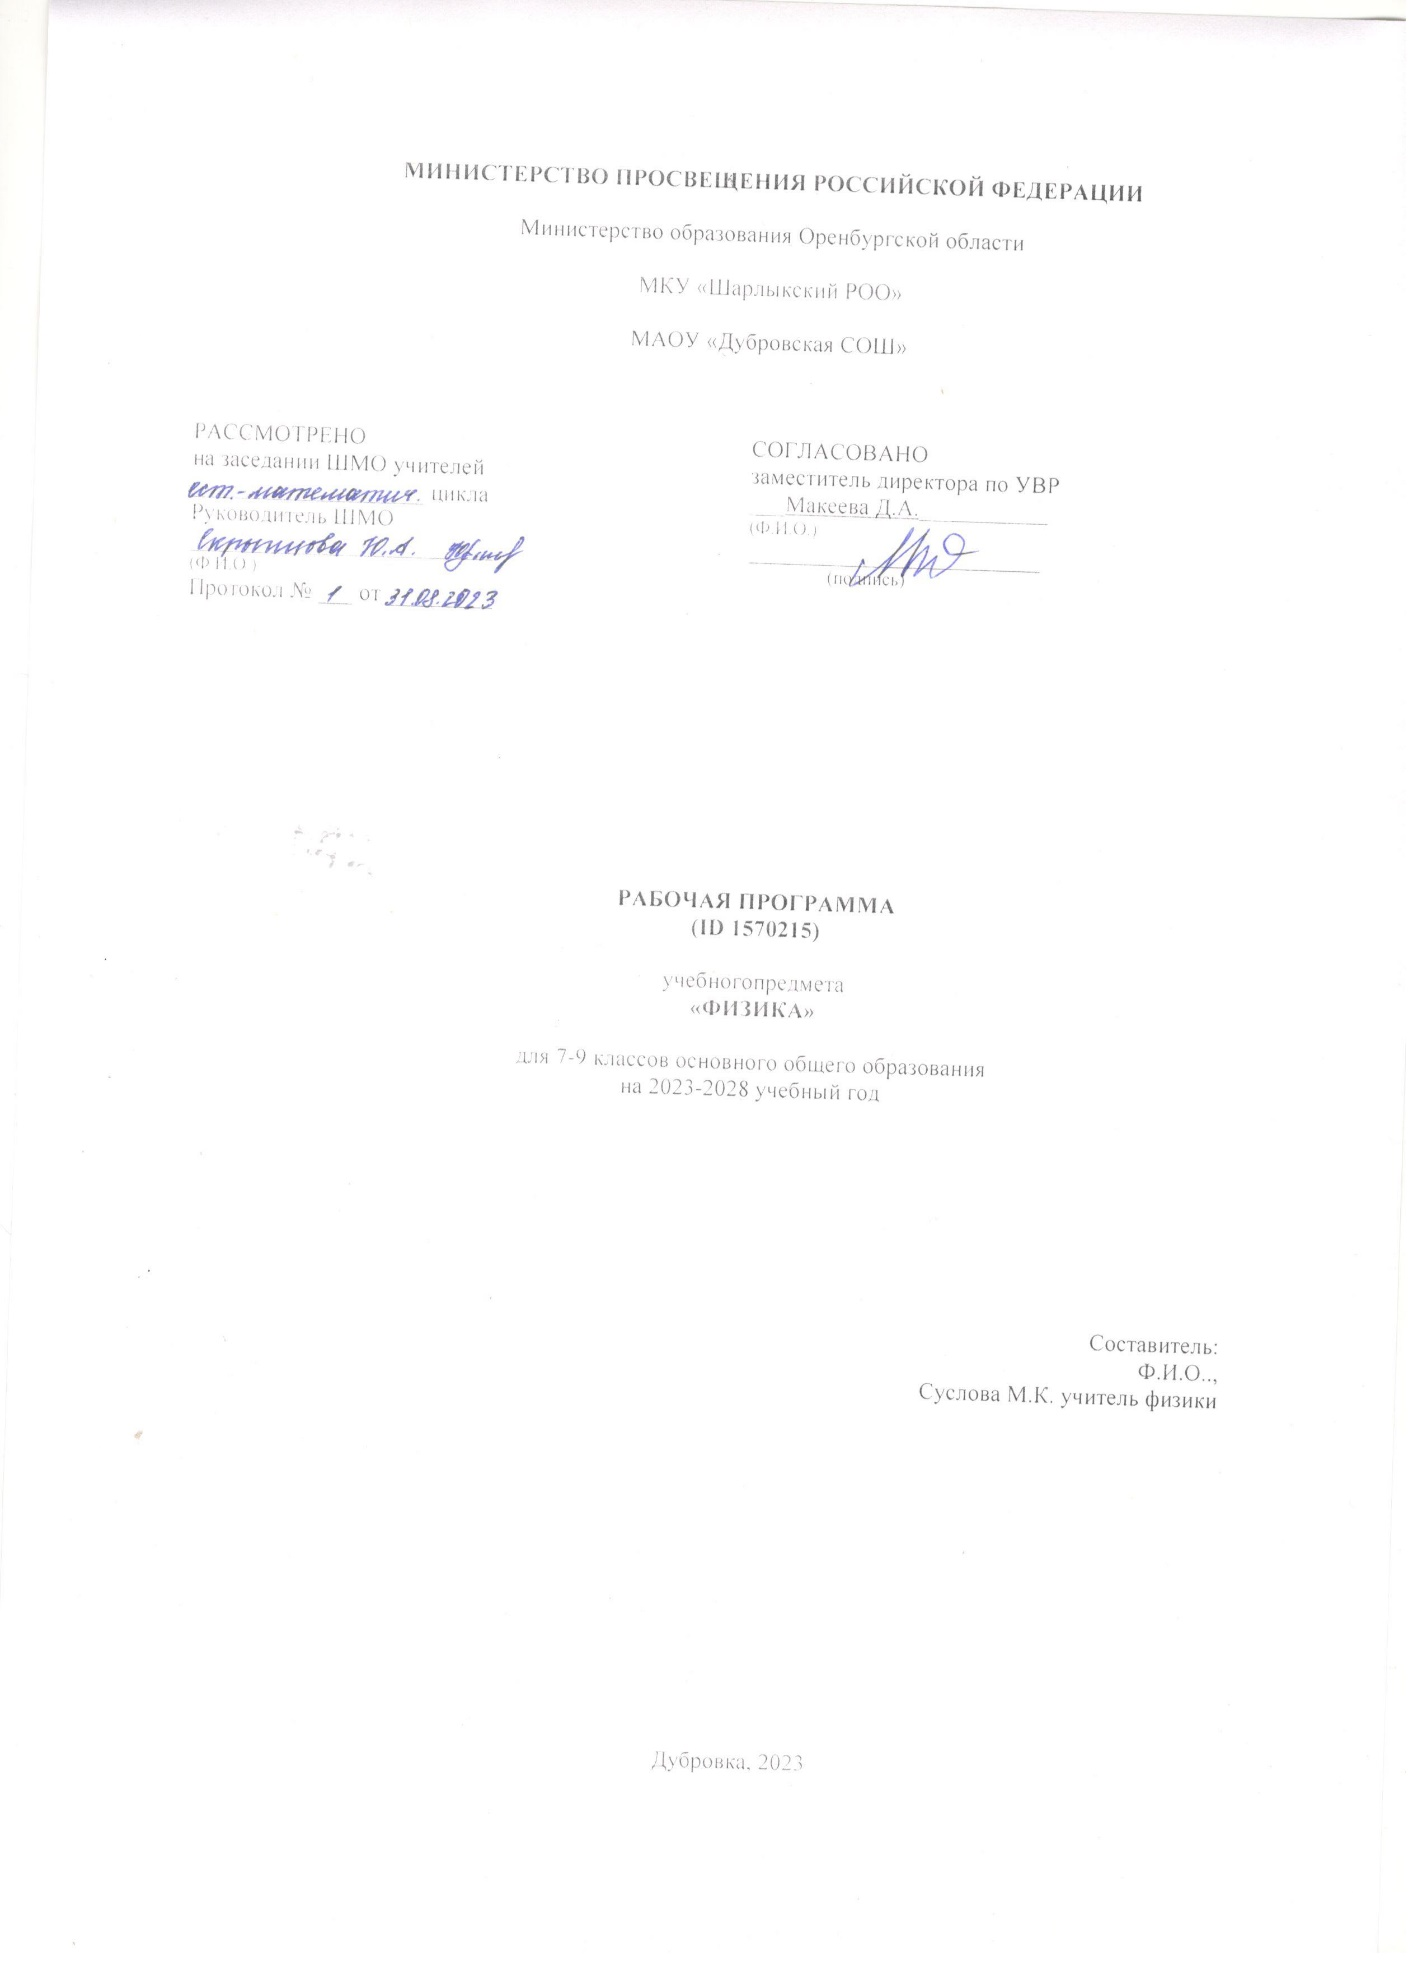 МИНИСТЕРСТВО ПРОСВЕЩЕНИЯ РОССИЙСКОЙ ФЕДЕРАЦИИ
Министерство образования Оренбургской области
МКУ «Шарлыкский РОО»
МАОУ «Дубровская СОШ»
РАССМОТРЕНО
на заседании ШМО учителей
ест.-математич. цикла
Руководитель ШМО
Ю.А.
(Ф.И.О.)
Протокол № 1 от 31.08.2023
СОГЛАСОВАНО
заместитель директора по УВР
Макеева Д.А.
(Ф.И.О.)
(подпись)
РАБОЧАЯ ПРОГРАММА
(ID 1570215)
учебногопредмета
«ФИЗИКА»
для 7-9 классов основного общего образования
на 2023-2028 учебный год
Составитель:
Ф.И.О..,
Суслова М.К. учитель физики
Дубровка, 2023